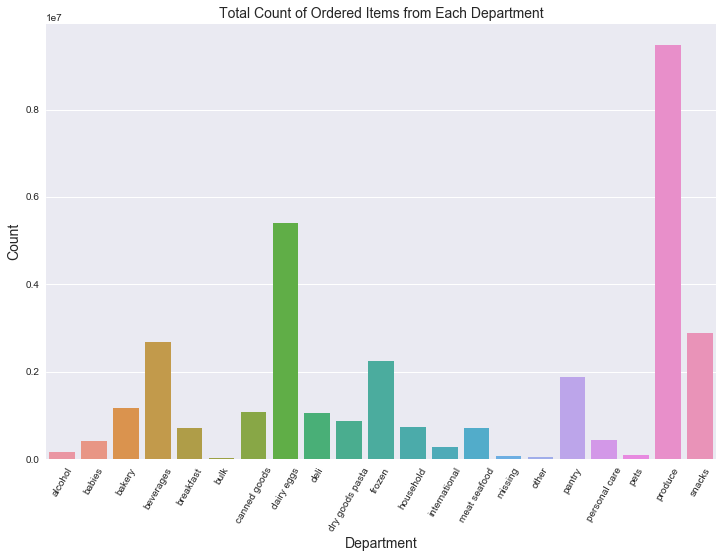 Total Count of Ordered Items from Each Department
1e7
0.8
0.6
0.4
0.2
0.0
Count
alcohol
babies
bakery
beverages
breakfast
bulk
canned goods
dairy eggs
deli
dry goods pasta
frozen
household
international
meat seafood
missing
other
pantry
personal care
pets
produce
snacks
Department